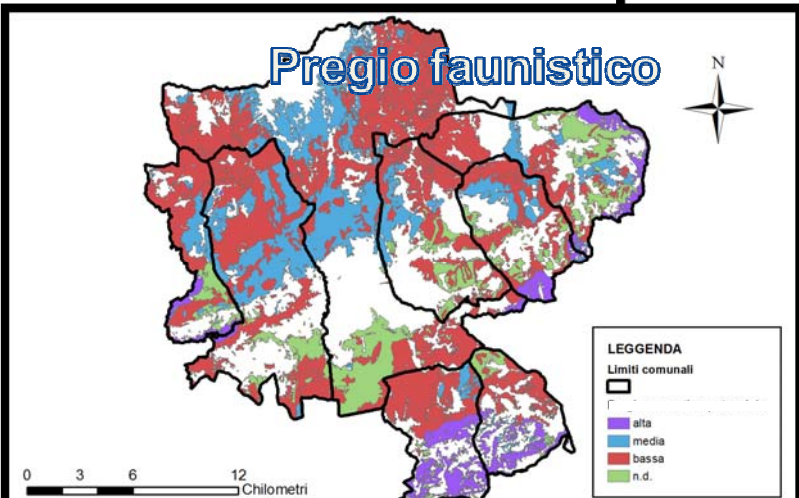 Pregio faunistico
N
LEGGENDA
Limiti comunali
alta
media
bassa
n.d.
0 3 6 12
Chilometri